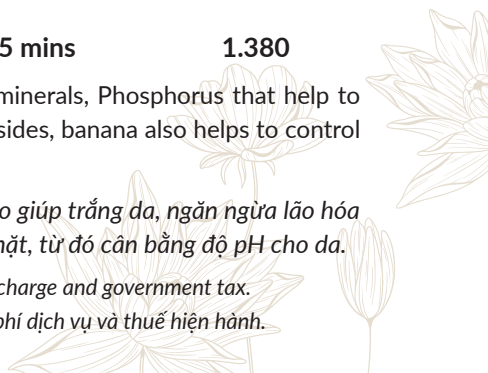 5 mins 1.380
minerals, Phosphorus that help to
sides, banana also helps to control
o giúp trắng da, ngăn ngừa lão hóa
mặt, từ đó cân bằng độ pH cho da.
charge and government tax.
phí dịch vụ và thuế hiện hành.